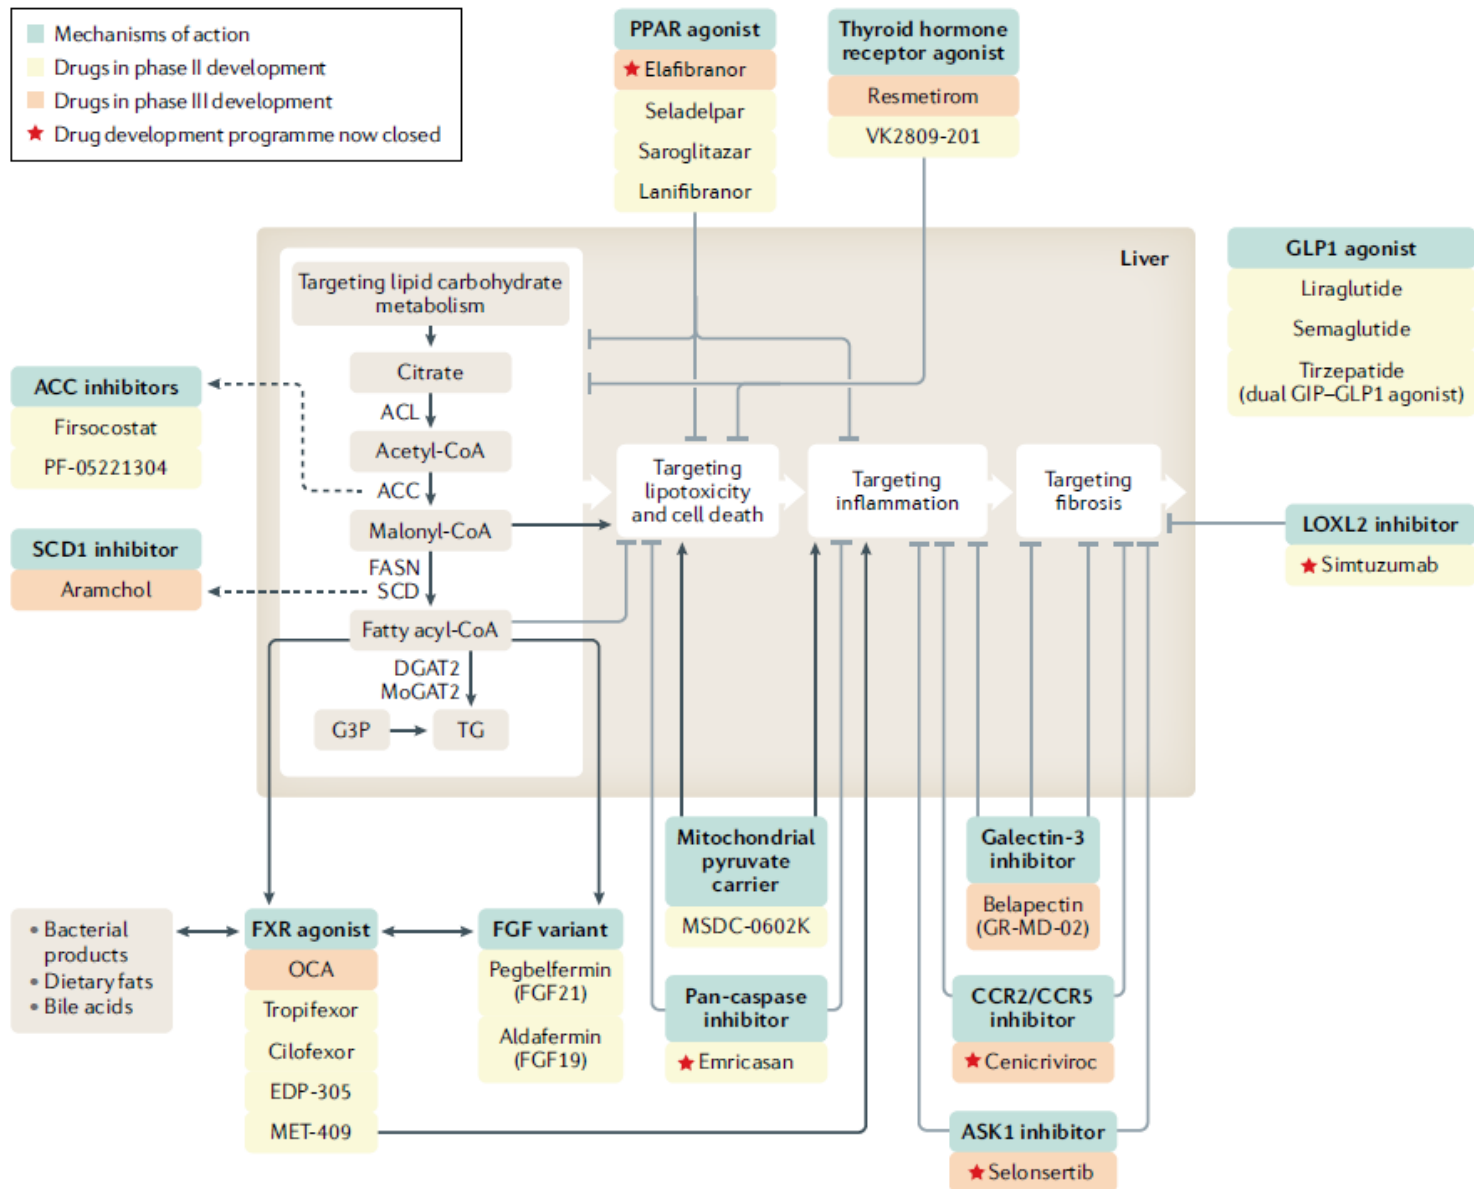 Mechanisms of action
Drugs in phase II development
Drugs in phase III development
Drug development programme now closed
PPAR agonist
Elafibranor
Seladelpar
Saroglitazar
Lanifibranor
Thyroid hormone
receptor agonist
Resmetirom
VK2809-201
Liver
GLP1 agonist
Liraglutide
Semaglutide
Tirzepatide
(dual GIP–GLP1 agonist)
Targeting lipid carbohydrate
metabolism
Citrate
ACL
Acetyl-CoA
ACC
Malonyl-CoA
FASN
SCD
Fatty acyl-CoA
DGAT2
MoGAT2
G3P
TG
ACC inhibitors
Firsocostat
PF-05221304
SCD1 inhibitor
Aramchol
Targeting
lipotoxicity
and cell death
Targeting
inflammation
Targeting
fibrosis
LOXL2 inhibitor
Simtuzumab
• Bacterial
products
• Dietary fats
• Bile acids
FXR agonist
OCA
Tropifexor
Cilofexor
EDP-305
MET-409
FGF variant
Pegbelfermin
(FGF21)
Aldafermin
(FGF19)
Mitochondrial
pyruvate
carrier
MSDC-0602K
Pan-caspase
inhibitor
Emricasan
Galectin-3
inhibitor
Belapectin
(GR-MD-02)
CCR2/CCR5
inhibitor
Cenicriviroc
ASK1 inhibitor
Selonsertib